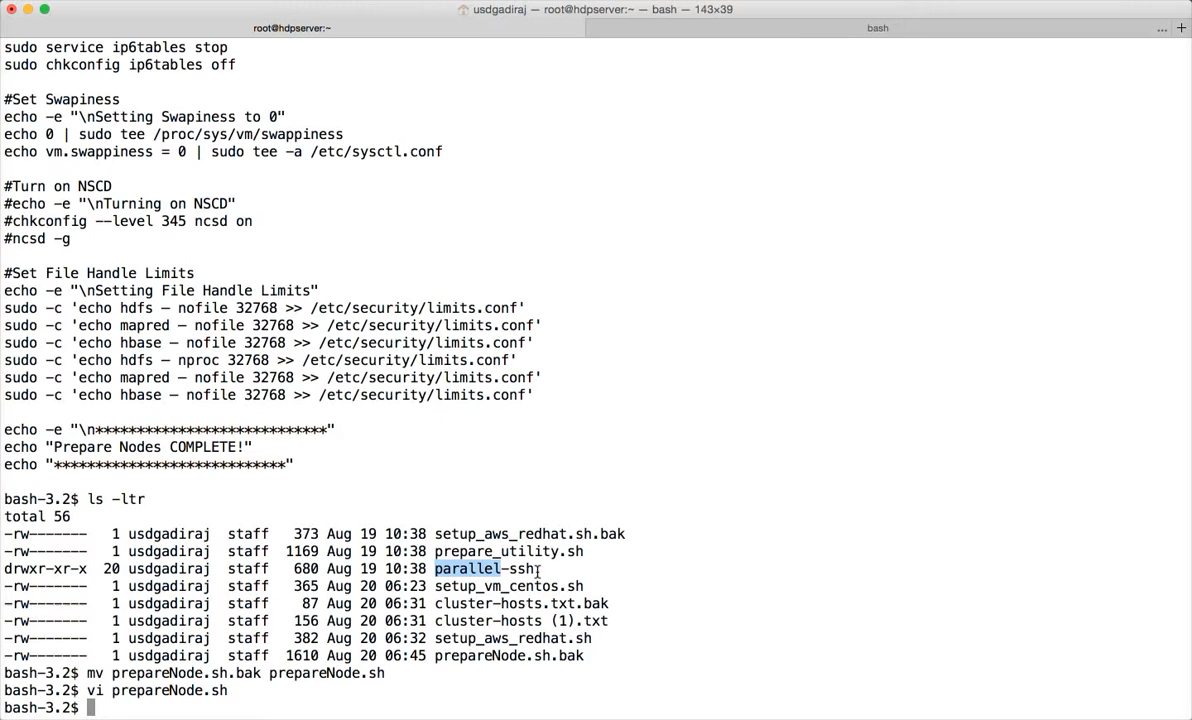 usdgadiraj — root@hdpserver:~ — bash — 143×39
root@hdpserver:~
bash
... +
sudo service ip6tables stop
sudo chkconfig ip6tables off
#Set Swapiness
echo -e "\nSetting Swapiness to 0"
echo 0 | sudo tee /proc/sys/vm/swappiness
echo vm.swappiness = 0 | sudo tee -a /etc/sysctl.conf
#Turn on NSCD
#echo -e "\nTurning on NSCD"
#chkconfig --level 345 ncsd on
#ncsd -g
#Set File Handle Limits
echo -e "\nSetting File Handle Limits"
sudo -c 'echo hdfs – nofile 32768 >> /etc/security/limits.conf'
sudo -c 'echo mapred – nofile 32768 >> /etc/security/limits.conf'
sudo -c 'echo hbase – nofile 32768 >> /etc/security/limits.conf'
sudo -c 'echo hdfs – nproc 32768 >> /etc/security/limits.conf'
sudo -c 'echo mapred – nofile 32768 >> /etc/security/limits.conf'
sudo -c 'echo hbase – nofile 32768 >> /etc/security/limits.conf'
echo -e "\n****************************"
echo "Prepare Nodes COMPLETE!"
echo "****************************"
bash-3.2$ ls -ltr
total 56
-rw-------   1 usdgadiraj  staff   373 Aug 19 10:38 setup_aws_redhat.sh.bak
-rw-------   1 usdgadiraj  staff  1169 Aug 19 10:38 prepare_utility.sh
drwxr-xr-x  20 usdgadiraj  staff   680 Aug 19 10:38 parallel-ssh
-rw-------   1 usdgadiraj  staff   365 Aug 20 06:23 setup_vm_centos.sh
-rw-------   1 usdgadiraj  staff    87 Aug 20 06:31 cluster-hosts.txt.bak
-rw-------   1 usdgadiraj  staff   156 Aug 20 06:31 cluster-hosts (1).txt
-rw-------   1 usdgadiraj  staff   382 Aug 20 06:32 setup_aws_redhat.sh
-rw-------   1 usdgadiraj  staff  1610 Aug 20 06:45 prepareNode.sh.bak
bash-3.2$ mv prepareNode.sh.bak prepareNode.sh
bash-3.2$ vi prepareNode.sh
bash-3.2$